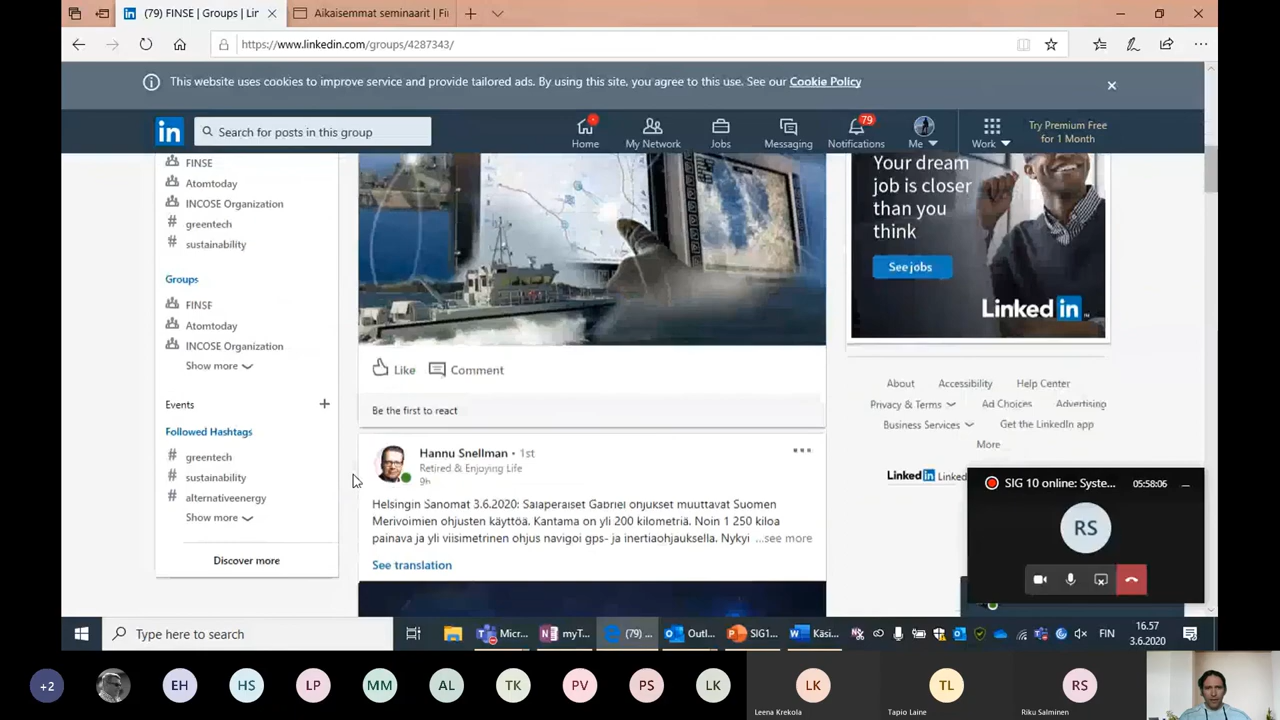 (79) FINSE | Groups | Lir
Aikaisemmat seminaarit | Fi
https://www.linkedin.com/groups/4287343/
This website uses cookies to improve service and provide tailored ads. By using this site, you agree to this use. See our Cookie Policy
in
Search for posts in this group
Home
My Network
Jobs
Messaging
79
Notifications
Me
Work
Try Premium Free
for 1 Month
FINSE
Atomtoday
INCOSE Organization
# greentech
# sustainability
Groups
FINSE
Atomtoday
INCOSE Organization
Show more
Events
Followed Hashtags
# greentech
# sustainability
# alternativeenergy
Show more
Discover more
Like
Comment
Be the first to react
Hannu Snellman • 1st
Retired & Enjoying Life
9h
Helsingin Sanomat 3.6.2020: Salaperäiset Gabriel ohjukset muuttavat Suomen
Merivoimien ohjusten käyttöä. Kantama on yli 200 kilometriä. Noin 1 250 kiloa
painava ja yli viisimetrinen ohjus navigoi gps- ja inertiaohjauksella. Nykyi ...see more
See translation
Your dream
job is closer
than you
think
See jobs
LinkedIn
About
Accessibility
Help Center
Privacy & Terms
Ad Choices
Advertising
Business Services
Get the LinkedIn app
More
LinkedIn Linked
SIG 10 online: Syste...
05:58:06
RS
Type here to search
Micr...
myT...
(79) ...
Outl...
SIG1...
Käsi...
FIN
16.57
3.6.2020
+2
EH
HS
LP
MM
AL
TK
PV
PS
LK
LK
Leena Krekola
TL
Tapio Laine
RS
Riku Salminen